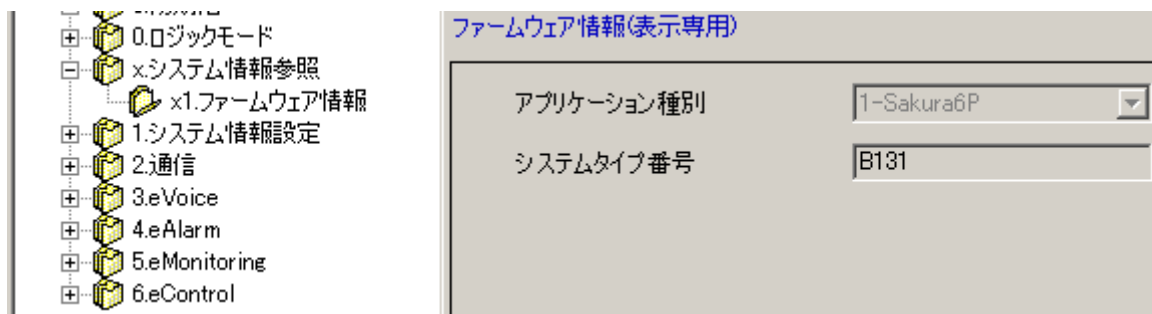 0.ロジックモード
x.システム情報参照
x1.ファームウェア情報
1.システム情報設定
2.通信
3.eVoice
4.eAlarm
5.eMonitoring
6.eControl
ファームウェア情報(表示専用)
アプリケーション種別
1-Sakura6P
システムタイプ番号
B131